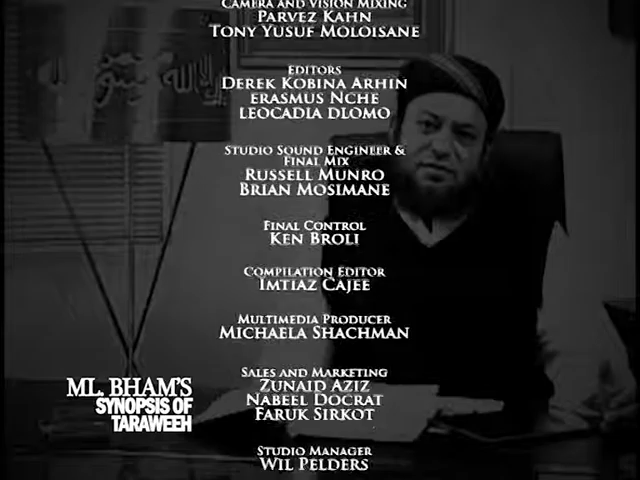 CAMERA AND VISION MIXING
PARVEZ KAHN
TONY YUSUF MOLOISANE
EDITORS
DEREK KOBINA ARHIN
ERASMUS NCHE
LEOCADIA DLOMO
STUDIO SOUND ENGINEER &
FINAL MIX
RUSSELL MUNRO
BRIAN MOSIMANE
FINAL CONTROL
KEN BROLI
COMPILATION EDITOR
IMTIAZ CAJEE
MULTIMEDIA PRODUCER
MICHAELA SHACHMAN
SALES AND MARKETING
ZUNAID AZIZ
NABEEL DOCRAT
FARUK SIRKOT
STUDIO MANAGER
WIL PELDERS
ML. BHAM'S
SYNOPSIS OF
TARAWEEH